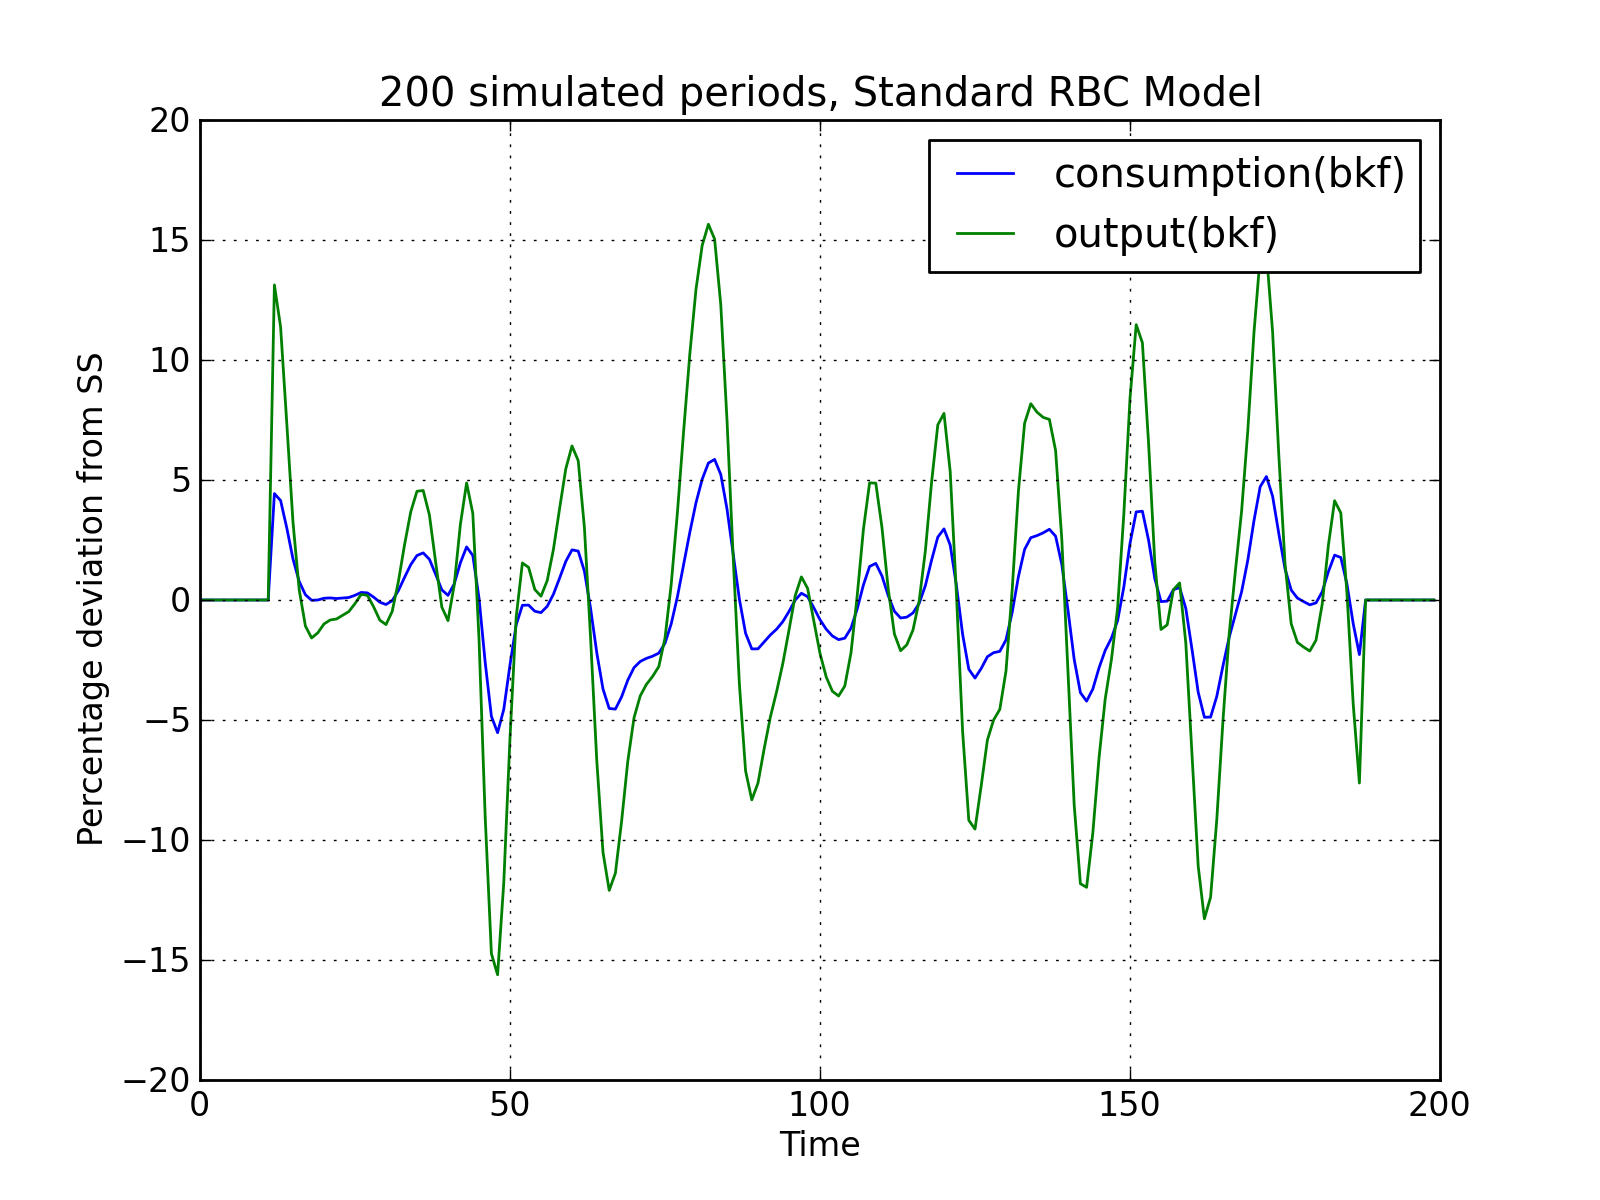 200 simulated periods, Standard RBC Model
consumption(bkf)
output(bkf)
Percentage deviation from SS
20
15
10
5
0
−5
−10
−15
−20
0 50 100 150 200
Time